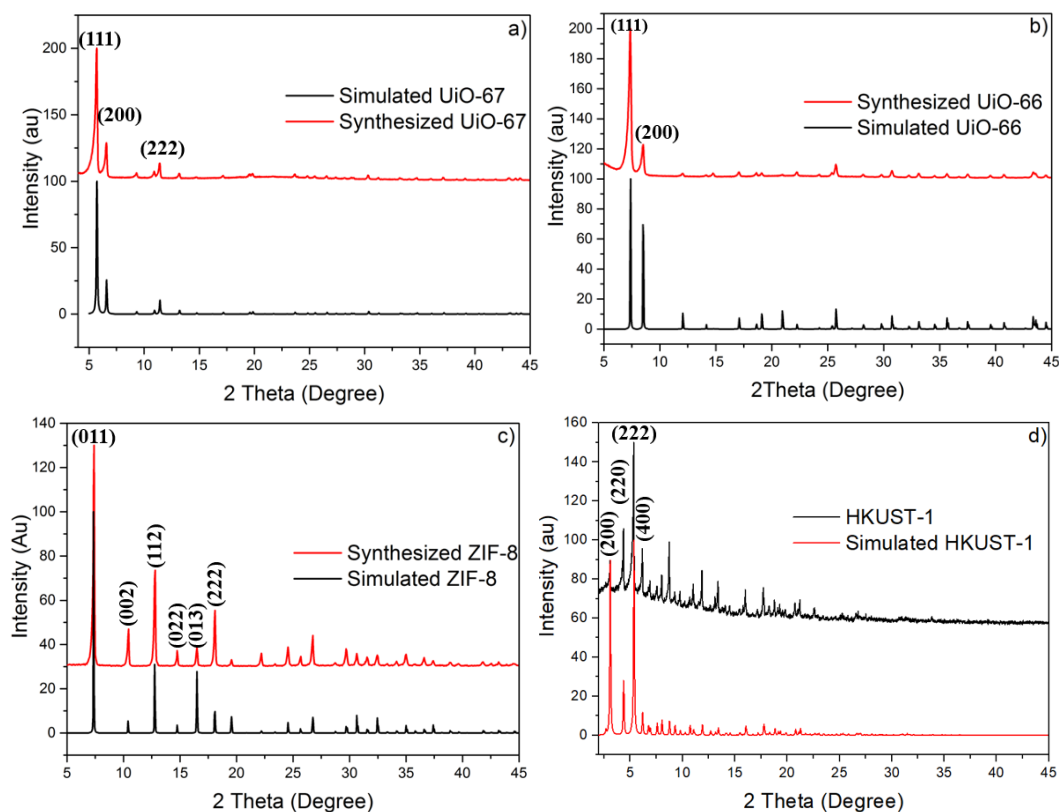 a)
(111)
(200)
(222)
Simulated UiO-67
Synthesized UiO-67
Intensity (au)
200
150
100
50
0
5 10 15 20 25 30 35 40 45
2 Theta (Degree)
b)
(111)
(200)
Synthesized UiO-66
Simulated UiO-66
Intensity (au)
200
180
160
140
120
100
80
60
40
20
0
5 10 15 20 25 30 35 40 45
2Theta (Degree)
c)
(011)
(002)
(112)
(022)
(013)
(222)
Synthesized ZIF-8
Simulated ZIF-8
Intensity (Au)
140
120
100
80
60
40
20
0
5 10 15 20 25 30 35 40 45
2 Theta (Degree)
d)
(200)
(220)
(222)
(400)
HKUST-1
Simulated HKUST-1
Intensity (au)
160
140
120
100
80
60
40
20
0
5 10 15 20 25 30 35 40 45
2 Theta (Degree)